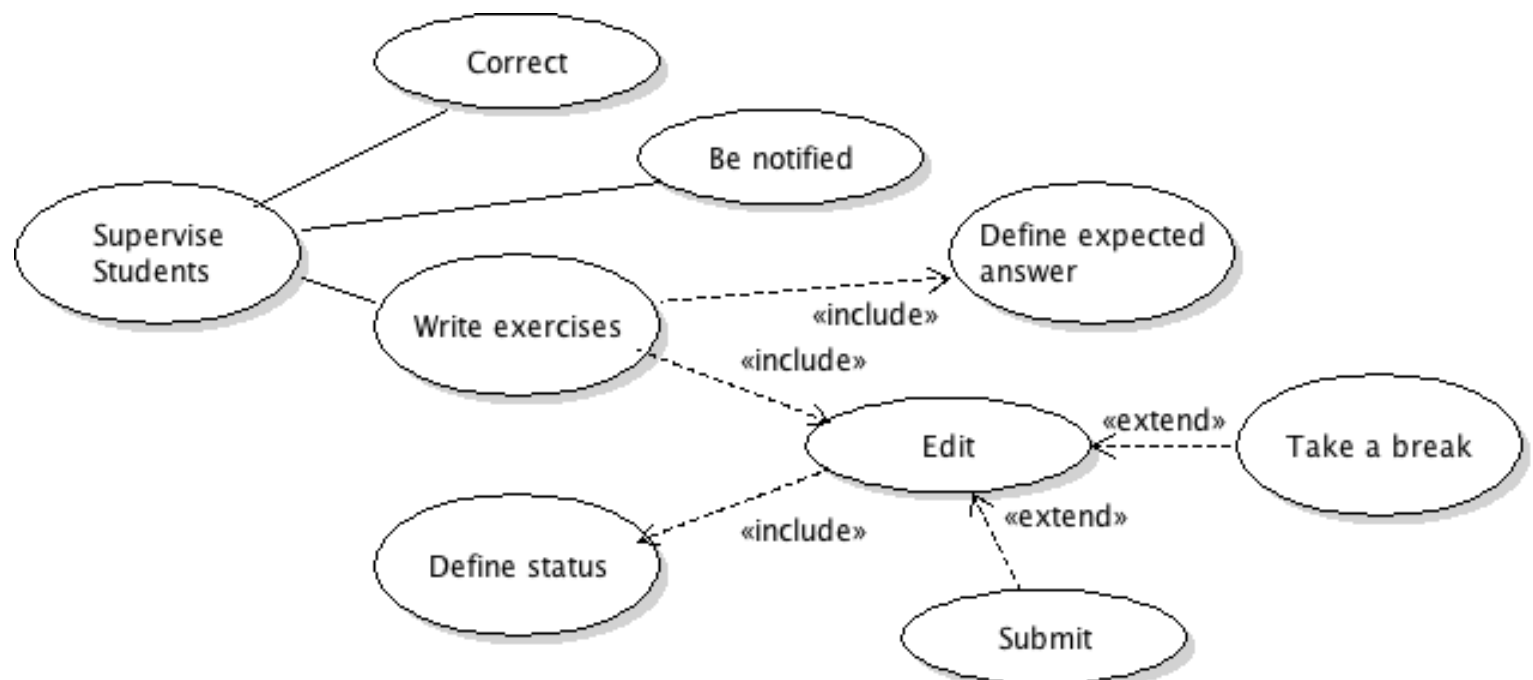 Correct
Be notified
Supervise
Students
Define expected
answer
Write exercises
«include»
«include»
«extend»
Edit
Take a break
«extend»
«include»
Define status
Submit